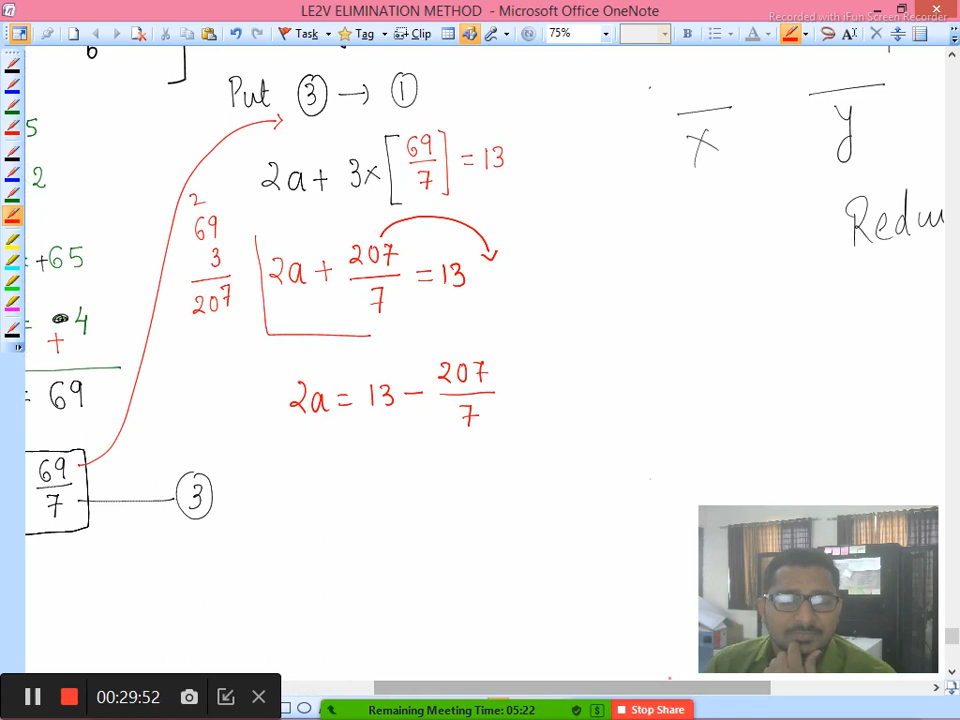 LE2V ELIMINATION METHOD - Microsoft Office OneNote
Recorded with iFun Screen Recorder
Task Tag Clip 75% B A
6 ]
Put ③ → ①
5
2a + 3 × [69/7] = 13
2
2
69
3
207
2a + 207/7 = 13
= +65
= 4
+
= 69
2a = 13 - 207/7
69/7 ③
x y
Redu
00:29:52
Remaining Meeting Time: 05:22 Stop Share